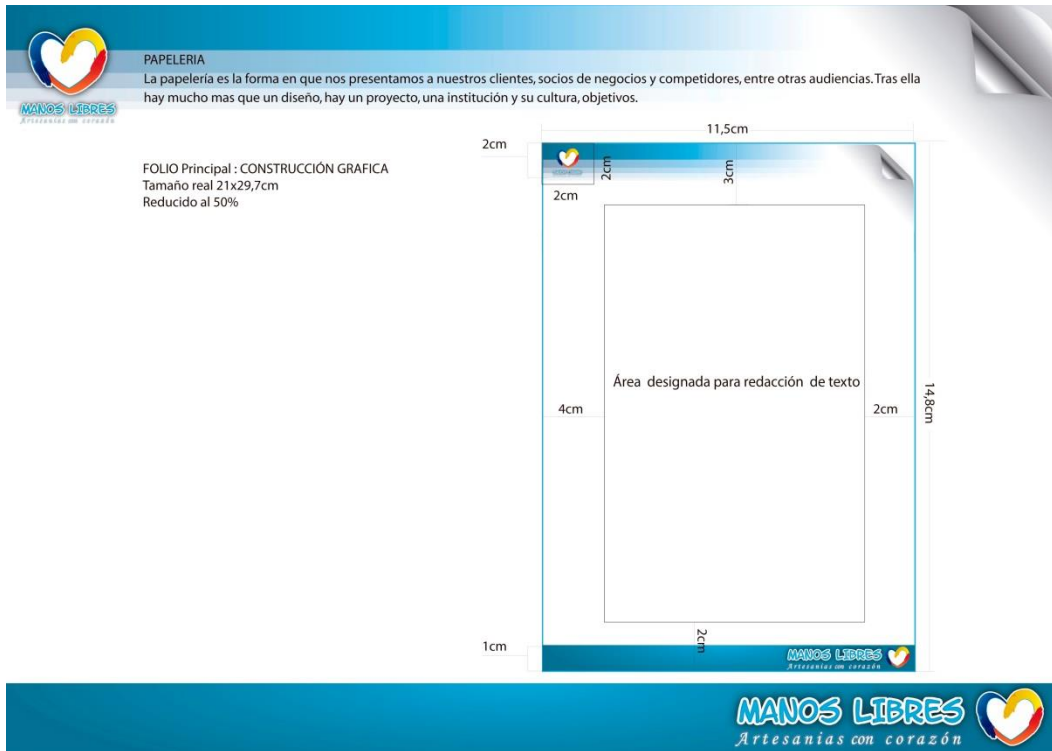 PAPELERIA
La papelería es la forma en que nos presentamos a nuestros clientes, socios de negocios y competidores, entre otras audiencias. Tras ella
hay mucho mas que un diseño, hay un proyecto, una institución y su cultura, objetivos.
MANOS LIBRES
Artesanias con corazón
11,5cm
2cm
FOLIO Principal : CONSTRUCCIÓN GRAFICA
Tamaño real 21x29,7cm
Reducido al 50%
2cm
3cm
2cm
Área designada para redacción de texto
4cm
2cm
14,8cm
2cm
1cm
MANOS LIBRES
Artesanias con corazón
MANOS LIBRES
Artesanias con corazón